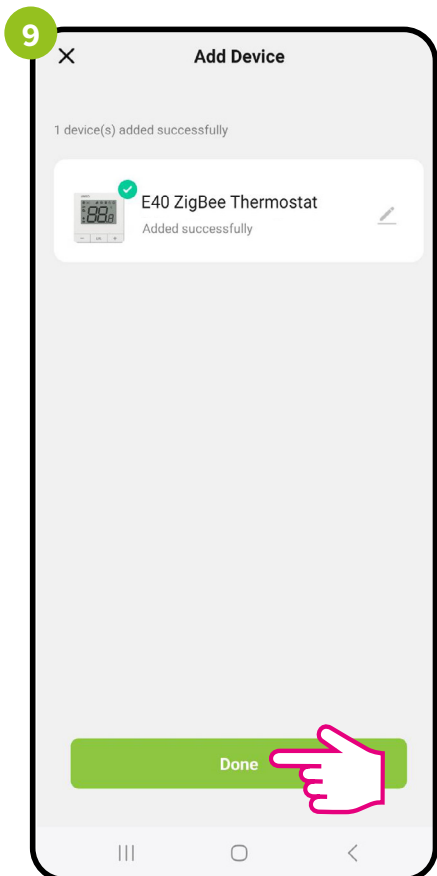 9
Add Device
1 device(s) added successfully
E40 ZigBee Thermostat
Added successfully
Done